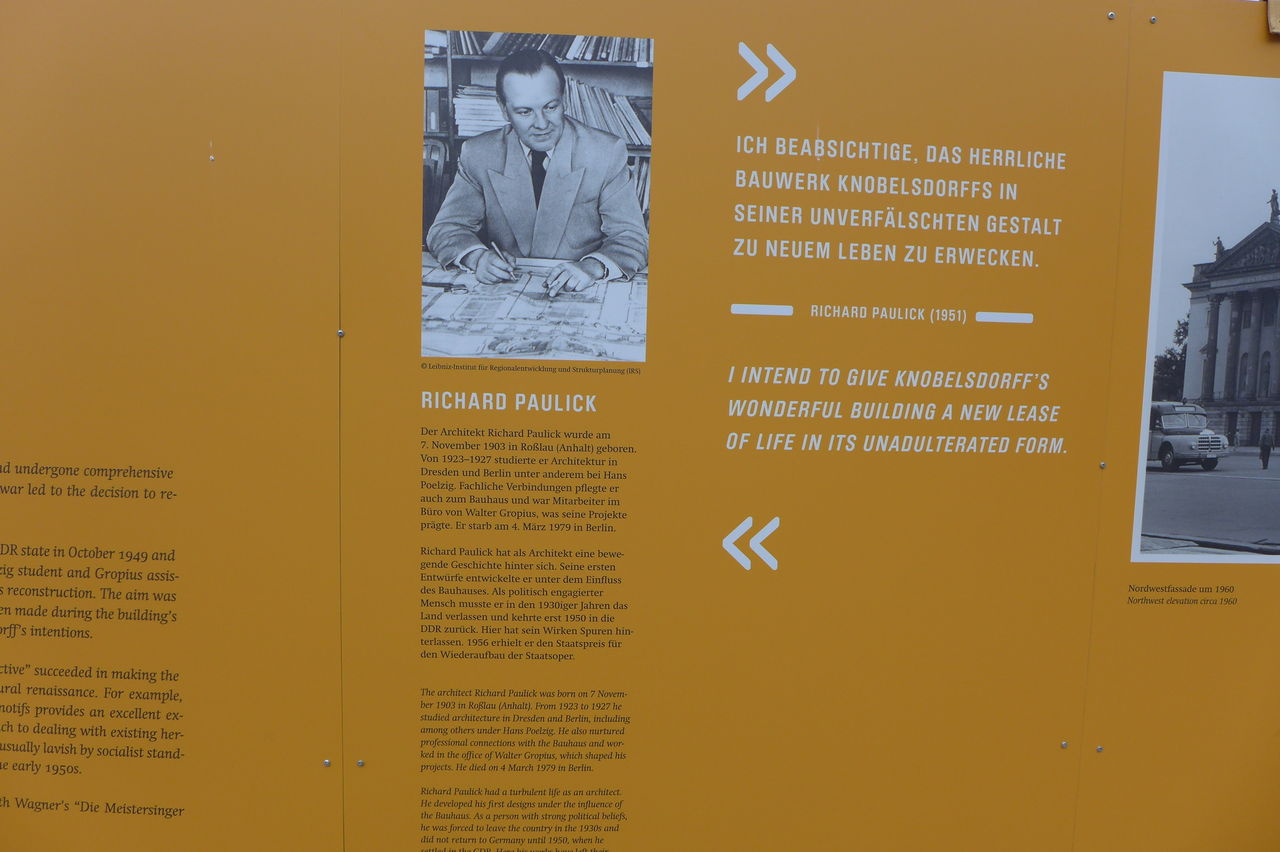 nd undergone comprehensive
war led to the decision to re-
DR state in October 1949 and
zig student and Gropius assis-
s reconstruction. The aim was
en made during the building's
orff's intentions.
ctive" succeeded in making the
ural renaissance. For example,
motifs provides an excellent ex-
ch to dealing with existing her-
usually lavish by socialist stand-
e early 1950s.
th Wagner's "Die Meistersinger
© Leibniz-Institut für Regionalentwicklung und Strukturplanung (IRS)
RICHARD PAULICK
Der Architekt Richard Paulick wurde am
7. November 1903 in Roßlau (Anhalt) geboren.
Von 1923–1927 studierte er Architektur in
Dresden und Berlin unter anderem bei Hans
Poelzig. Fachliche Verbindungen pflegte er
auch zum Bauhaus und war Mitarbeiter im
Büro von Walter Gropius, was seine Projekte
prägte. Er starb am 4. März 1979 in Berlin.
Richard Paulick hat als Architekt eine bewe-
gende Geschichte hinter sich. Seine ersten
Entwürfe entwickelte er unter dem Einfluss
des Bauhauses. Als politisch engagierter
Mensch musste er in den 1930iger Jahren das
Land verlassen und kehrte erst 1950 in die
DDR zurück. Hier hat sein Wirken Spuren hin-
terlassen. 1956 erhielt er den Staatspreis für
den Wiederaufbau der Staatsoper.
The architect Richard Paulick was born on 7 Novem-
ber 1903 in Roßlau (Anhalt). From 1923 to 1927 he
studied architecture in Dresden and Berlin, including
among others under Hans Poelzig. He also nurtured
professional connections with the Bauhaus and wor-
ked in the office of Walter Gropius, which shaped his
projects. He died on 4 March 1979 in Berlin.
Richard Paulick had a turbulent life as an architect.
He developed his first designs under the influence of
the Bauhaus. As a person with strong political beliefs,
he was forced to leave the country in the 1930s and
did not return to Germany until 1950, when he
settled in the GDR. Here his works have left their
»
ICH BEABSICHTIGE, DAS HERRLICHE
BAUWERK KNOBELSDORFFS IN
SEINER UNVERFÄLSCHTEN GESTALT
ZU NEUEM LEBEN ZU ERWECKEN.
RICHARD PAULICK (1951)
I INTEND TO GIVE KNOBELSDORFF'S
WONDERFUL BUILDING A NEW LEASE
OF LIFE IN ITS UNADULTERATED FORM.
«
Nordwestfassade um 1960
Northwest elevation circa 1960